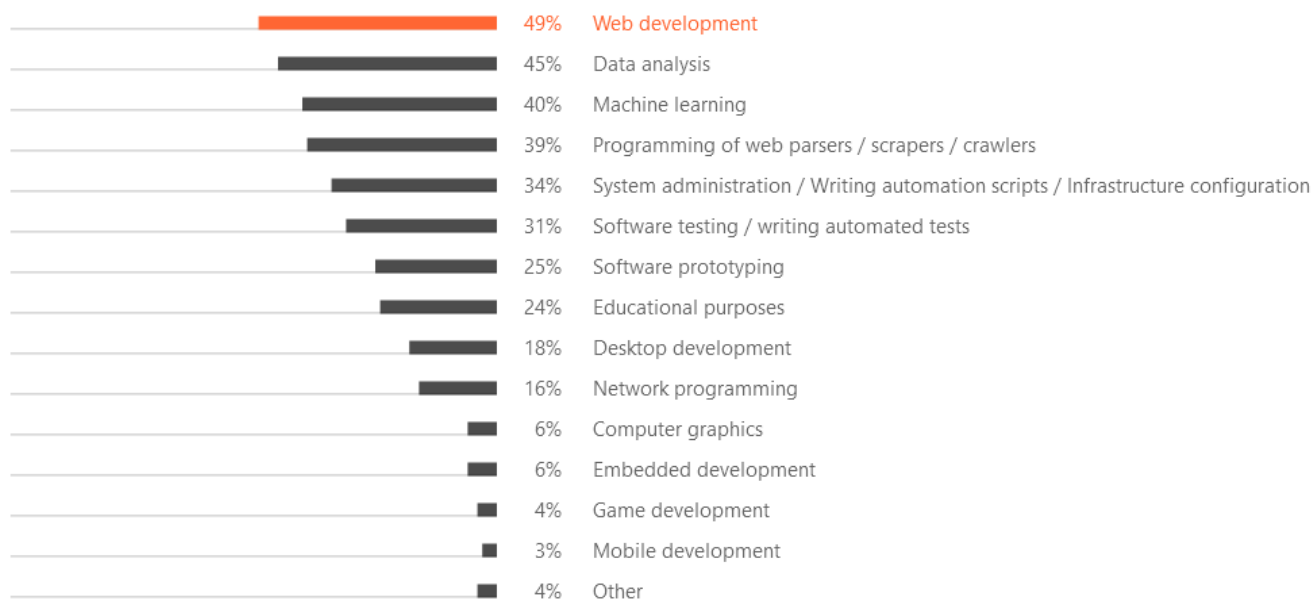 49% Web development
45% Data analysis
40% Machine learning
39% Programming of web parsers / scrapers / crawlers
34% System administration / Writing automation scripts / Infrastructure configuration
31% Software testing / writing automated tests
25% Software prototyping
24% Educational purposes
18% Desktop development
16% Network programming
6% Computer graphics
6% Embedded development
4% Game development
3% Mobile development
4% Other